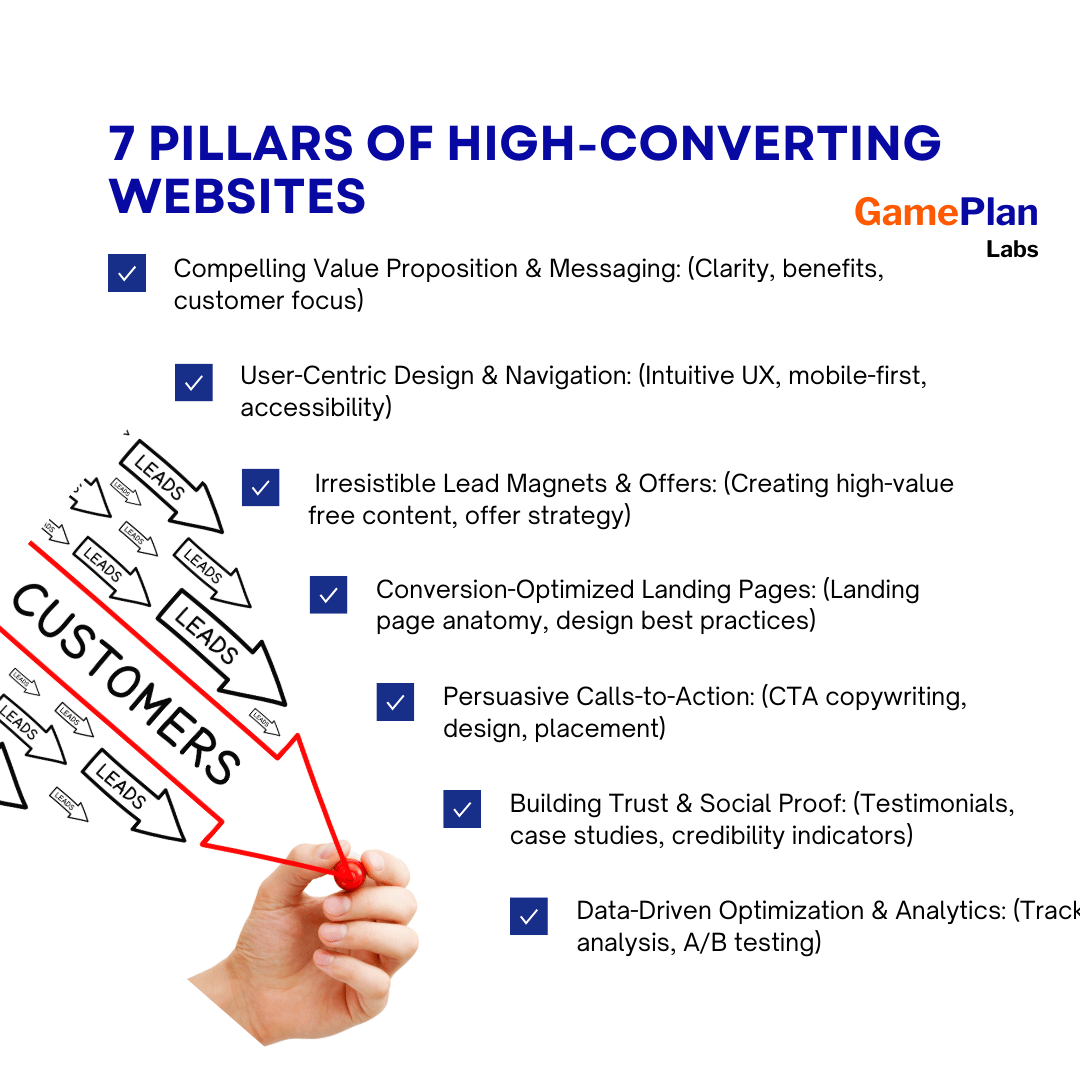 7 PILLARS OF HIGH-CONVERTING
WEBSITES
GamePlan
Labs
Compelling Value Proposition & Messaging: (Clarity, benefits,
customer focus)
User-Centric Design & Navigation: (Intuitive UX, mobile-first,
accessibility)
Irresistible Lead Magnets & Offers: (Creating high-value
free content, offer strategy)
Conversion-Optimized Landing Pages: (Landing
page anatomy, design best practices)
Persuasive Calls-to-Action: (CTA copywriting,
design, placement)
Building Trust & Social Proof: (Testimonials,
case studies, credibility indicators)
Data-Driven Optimization & Analytics: (Track
analysis, A/B testing)
LEADS
LEADS
LEADS
LEADS
LEADS
LEADS
CUSTOMERS
LEADS
LEADS
LEADS
LEADS
LEADS
LEADS